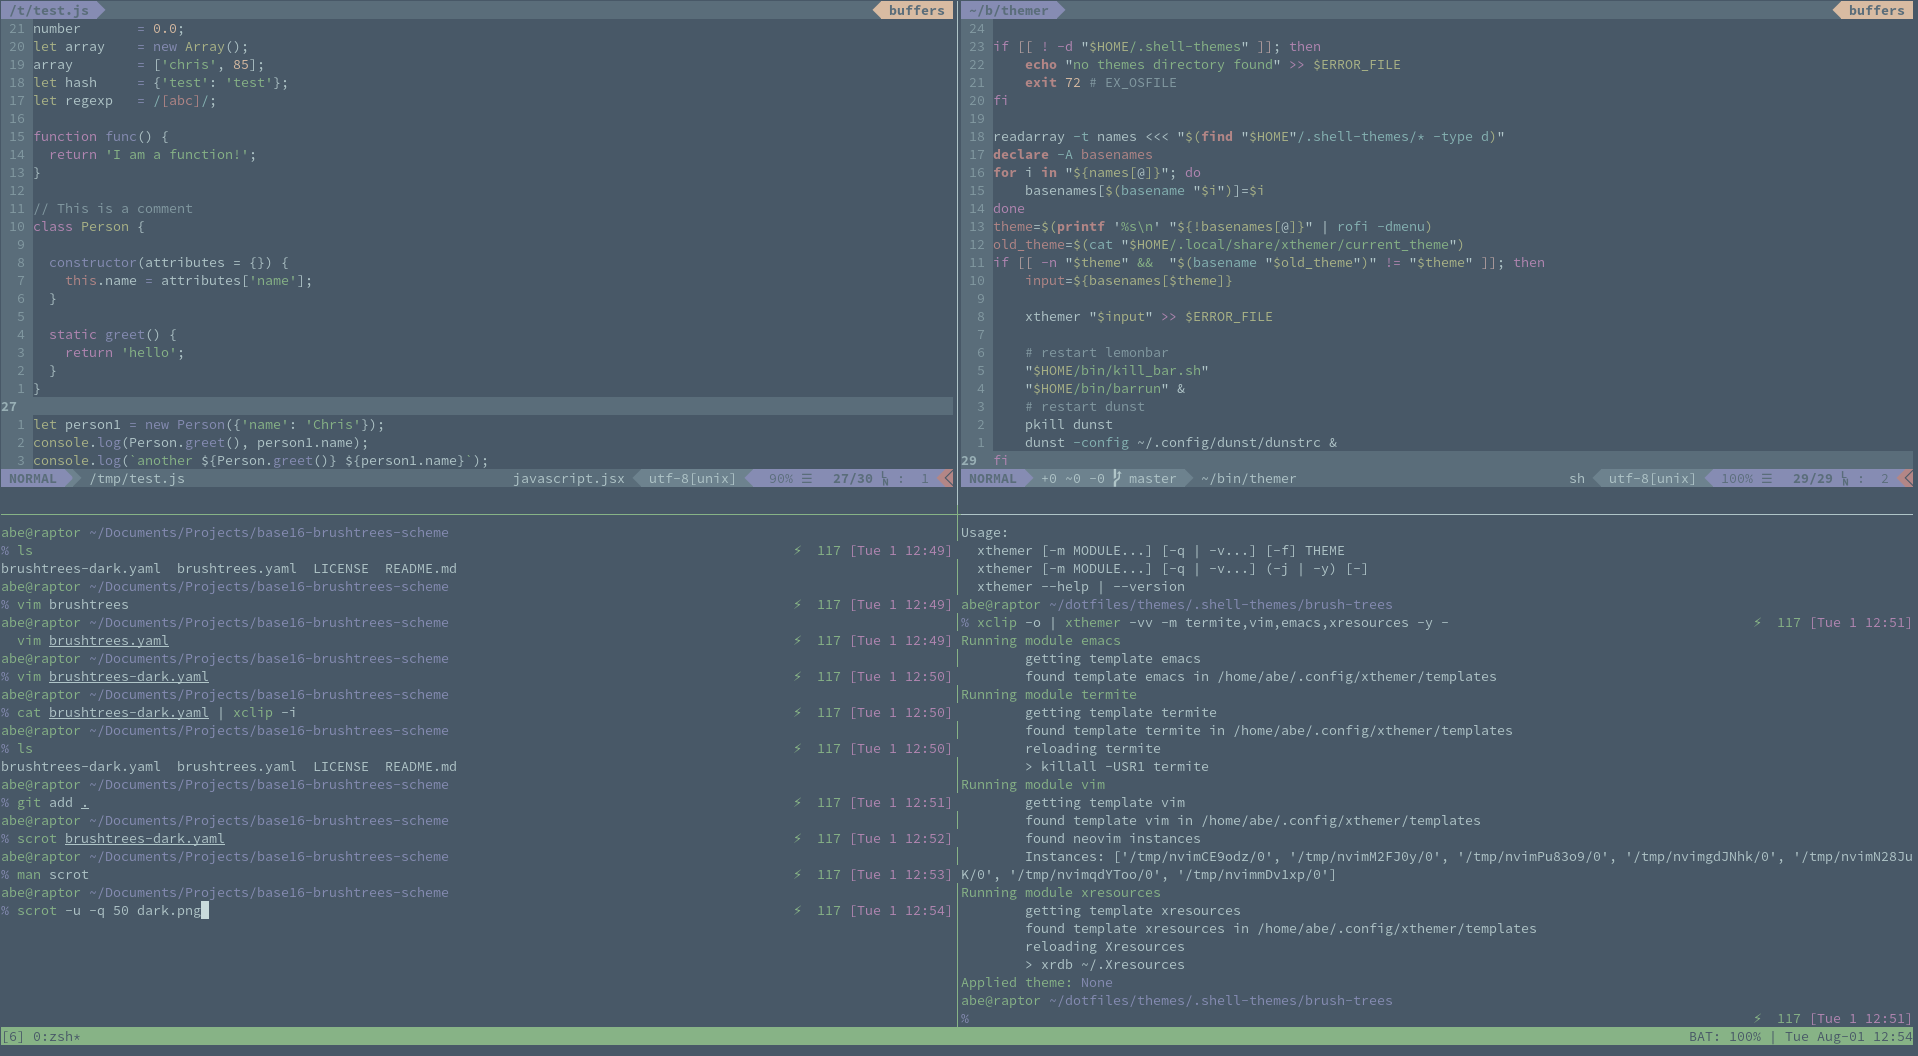 /t/test.js buffers
21 number       = 0.0;
20 let array    = new Array();
19 array        = ['chris', 85];
18 let hash     = {'test': 'test'};
17 let regexp   = /[abc]/;
16
15 function func() {
14   return 'I am a function!';
13 }
12
11 // This is a comment
10 class Person {
9
8   constructor(attributes = {}) {
7     this.name = attributes['name'];
6   }
5
4   static greet() {
3     return 'hello';
2   }
1 }
27
1 let person1 = new Person({'name': 'Chris'});
2 console.log(Person.greet(), person1.name);
3 console.log(`another ${Person.greet()} ${person1.name}`);
NORMAL /tmp/test.js javascript.jsx utf-8[unix] 90% ☰ 27/30 : 1
~/b/themer buffers
24
23 if [[ ! -d "$HOME/.shell-themes" ]]; then
22     echo "no themes directory found" >> $ERROR_FILE
21     exit 72 # EX_OSFILE
20 fi
19
18 readarray -t names <<< "$(find "$HOME"/.shell-themes/* -type d)"
17 declare -A basenames
16 for i in "${names[@]}"; do
15     basenames[$(basename "$i")]=$i
14 done
13 theme=$(printf '%s\n' "${!basenames[@]}" | rofi -dmenu)
12 old_theme=$(cat "$HOME/.local/share/xthemer/current_theme")
11 if [[ -n "$theme" &&  "$(basename "$old_theme")" != "$theme" ]]; then
10     input=${basenames[$theme]}
9
8     xthemer "$input" >> $ERROR_FILE
7
6     # restart lemonbar
5     "$HOME/bin/kill_bar.sh"
4     "$HOME/bin/barrun" &
3     # restart dunst
2     pkill dunst
1     dunst -config ~/.config/dunst/dunstrc &
29 fi
NORMAL +0 ~0 -0 master ~/bin/themer sh utf-8[unix] 100% ☰ 29/29 : 2
abe@raptor ~/Documents/Projects/base16-brushtrees-scheme
% ls ⚡ 117 [Tue 1 12:49]
brushtrees-dark.yaml  brushtrees.yaml  LICENSE  README.md
abe@raptor ~/Documents/Projects/base16-brushtrees-scheme
% vim brushtrees ⚡ 117 [Tue 1 12:49]
abe@raptor ~/Documents/Projects/base16-brushtrees-scheme
vim brushtrees.yaml ⚡ 117 [Tue 1 12:49]
abe@raptor ~/Documents/Projects/base16-brushtrees-scheme
% vim brushtrees-dark.yaml ⚡ 117 [Tue 1 12:50]
abe@raptor ~/Documents/Projects/base16-brushtrees-scheme
% cat brushtrees-dark.yaml | xclip -i ⚡ 117 [Tue 1 12:50]
abe@raptor ~/Documents/Projects/base16-brushtrees-scheme
% ls ⚡ 117 [Tue 1 12:50]
brushtrees-dark.yaml  brushtrees.yaml  LICENSE  README.md
abe@raptor ~/Documents/Projects/base16-brushtrees-scheme
% git add . ⚡ 117 [Tue 1 12:51]
abe@raptor ~/Documents/Projects/base16-brushtrees-scheme
% scrot brushtrees-dark.yaml ⚡ 117 [Tue 1 12:52]
abe@raptor ~/Documents/Projects/base16-brushtrees-scheme
% man scrot ⚡ 117 [Tue 1 12:53]
abe@raptor ~/Documents/Projects/base16-brushtrees-scheme
% scrot -u -q 50 dark.png ⚡ 117 [Tue 1 12:54]
Usage:
  xthemer [-m MODULE...] [-q | -v...] [-f] THEME
  xthemer [-m MODULE...] [-q | -v...] (-j | -y) [-]
  xthemer --help | --version
abe@raptor ~/dotfiles/themes/.shell-themes/brush-trees
% xclip -o | xthemer -vv -m termite,vim,emacs,xresources -y - ⚡ 117 [Tue 1 12:51]
Running module emacs
        getting template emacs
        found template emacs in /home/abe/.config/xthemer/templates
Running module termite
        getting template termite
        found template termite in /home/abe/.config/xthemer/templates
        reloading termite
        > killall -USR1 termite
Running module vim
        getting template vim
        found template vim in /home/abe/.config/xthemer/templates
        found neovim instances
        Instances: ['/tmp/nvimCE9odz/0', '/tmp/nvimM2FJ0y/0', '/tmp/nvimPu83o9/0', '/tmp/nvimgdJNhk/0', '/tmp/nvimN28Ju
K/0', '/tmp/nvimqdYToo/0', '/tmp/nvimmDv1xp/0']
Running module xresources
        getting template xresources
        found template xresources in /home/abe/.config/xthemer/templates
        reloading Xresources
        > xrdb ~/.Xresources
Applied theme: None
abe@raptor ~/dotfiles/themes/.shell-themes/brush-trees
% ⚡ 117 [Tue 1 12:51]
[6] 0:zsh* BAT: 100% | Tue Aug-01 12:54